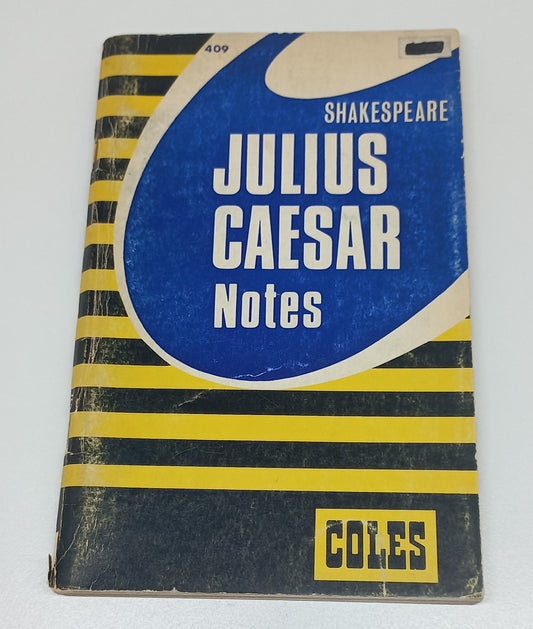 409
SHAKESPEARE
JULIUS
CAESAR
Notes
COLES